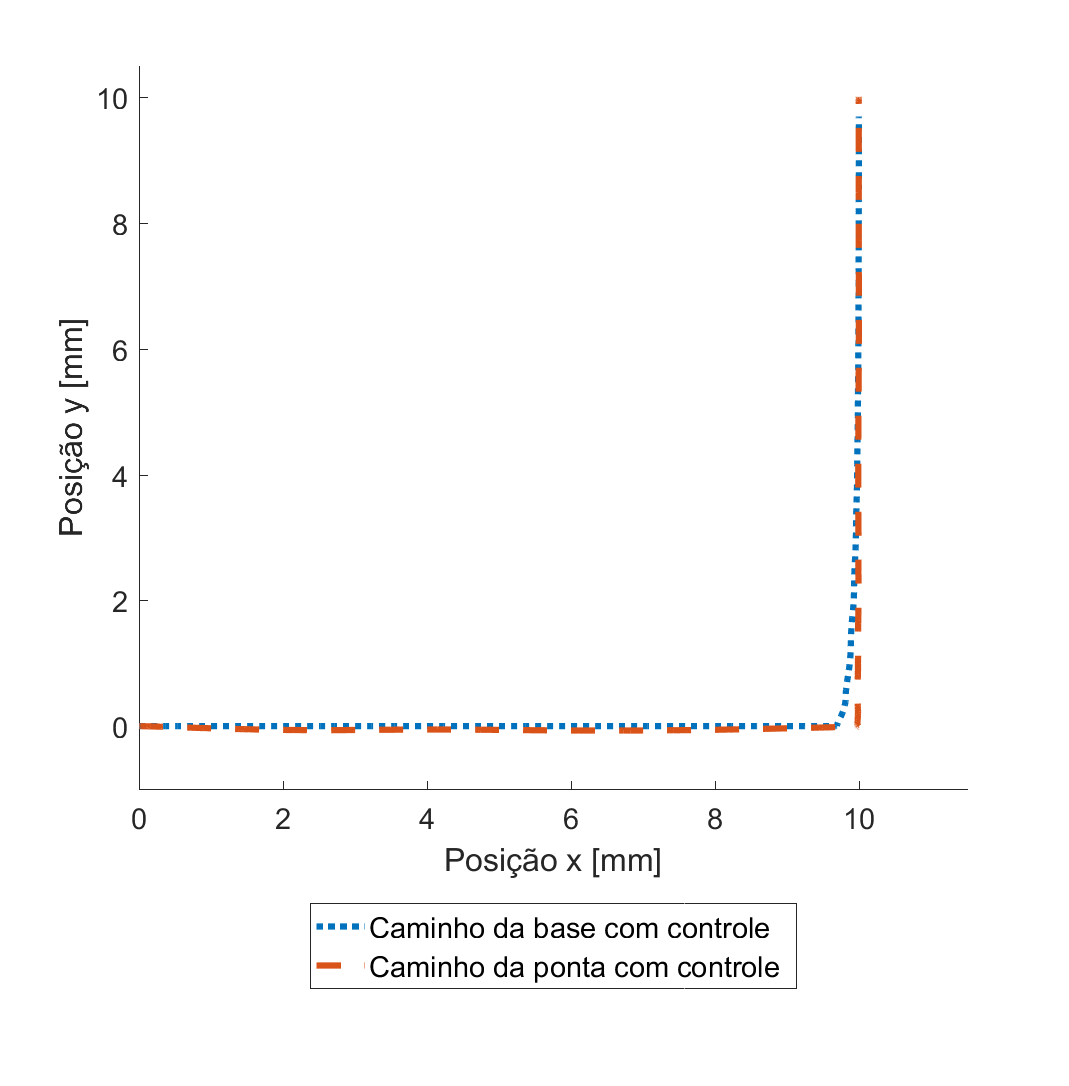 10
8
6
4
2
0
Posição y [mm]
0 2 4 6 8 10
Posição x [mm]
Caminho da base com controle
Caminho da ponta com controle